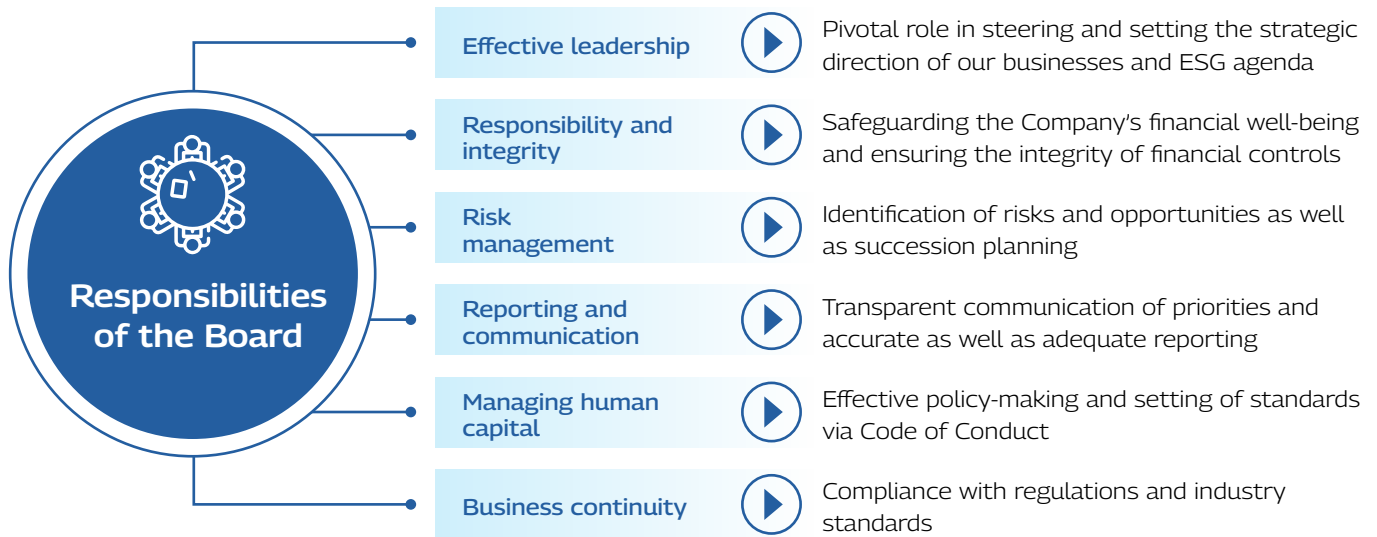 Responsibilities
of the Board
Effective leadership
Pivotal role in steering and setting the strategic
direction of our businesses and ESG agenda
Responsibility and
integrity
Safeguarding the Company's financial well-being
and ensuring the integrity of financial controls
Risk
management
Identification of risks and opportunities as well
as succession planning
Reporting and
communication
Transparent communication of priorities and
accurate as well as adequate reporting
Managing human
capital
Effective policy-making and setting of standards
via Code of Conduct
Business continuity
Compliance with regulations and industry
standards